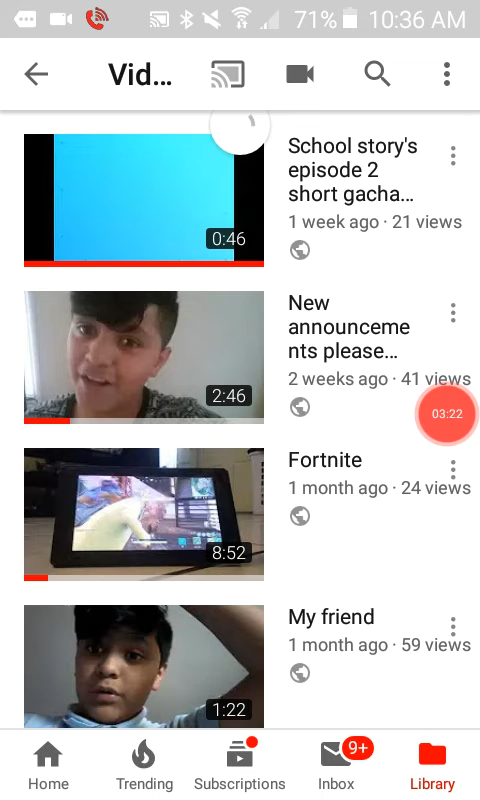 71% 10:36 AM
Vid...
School story's
episode 2
short gacha...
1 week ago · 21 views
0:46
New
announceme
nts please...
2 weeks ago · 41 views
2:46
03:22
Fortnite
1 month ago · 24 views
8:52
My friend
1 month ago · 59 views
1:22
9+
Home Trending Subscriptions Inbox Library